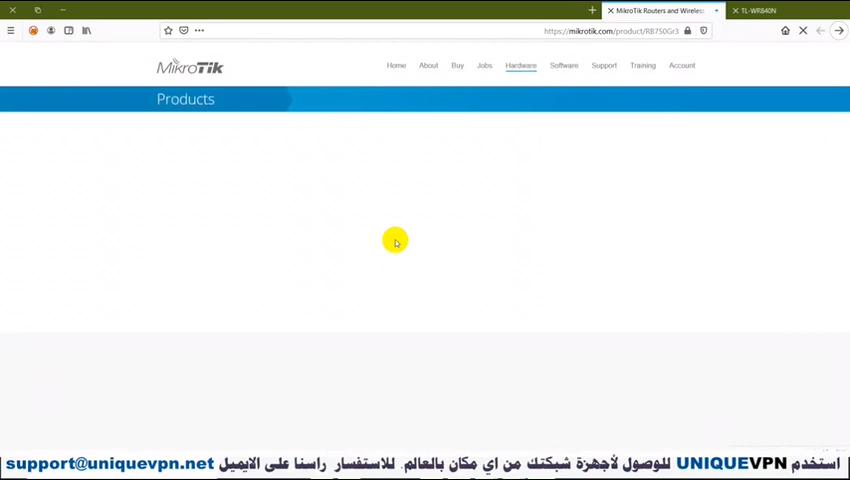 MikroTik Routers and Wireless
TL-WR840N
https://mikrotik.com/product/RB750Gr3
MikroTik
Home About Buy Jobs Hardware Software Support Training Account
Products
استخدم UNIQUEVPN للوصول لأجهزة شبكتك من اي مكان بالعالم. للاستفسار راسنا على الايميل support@uniquevpn.net